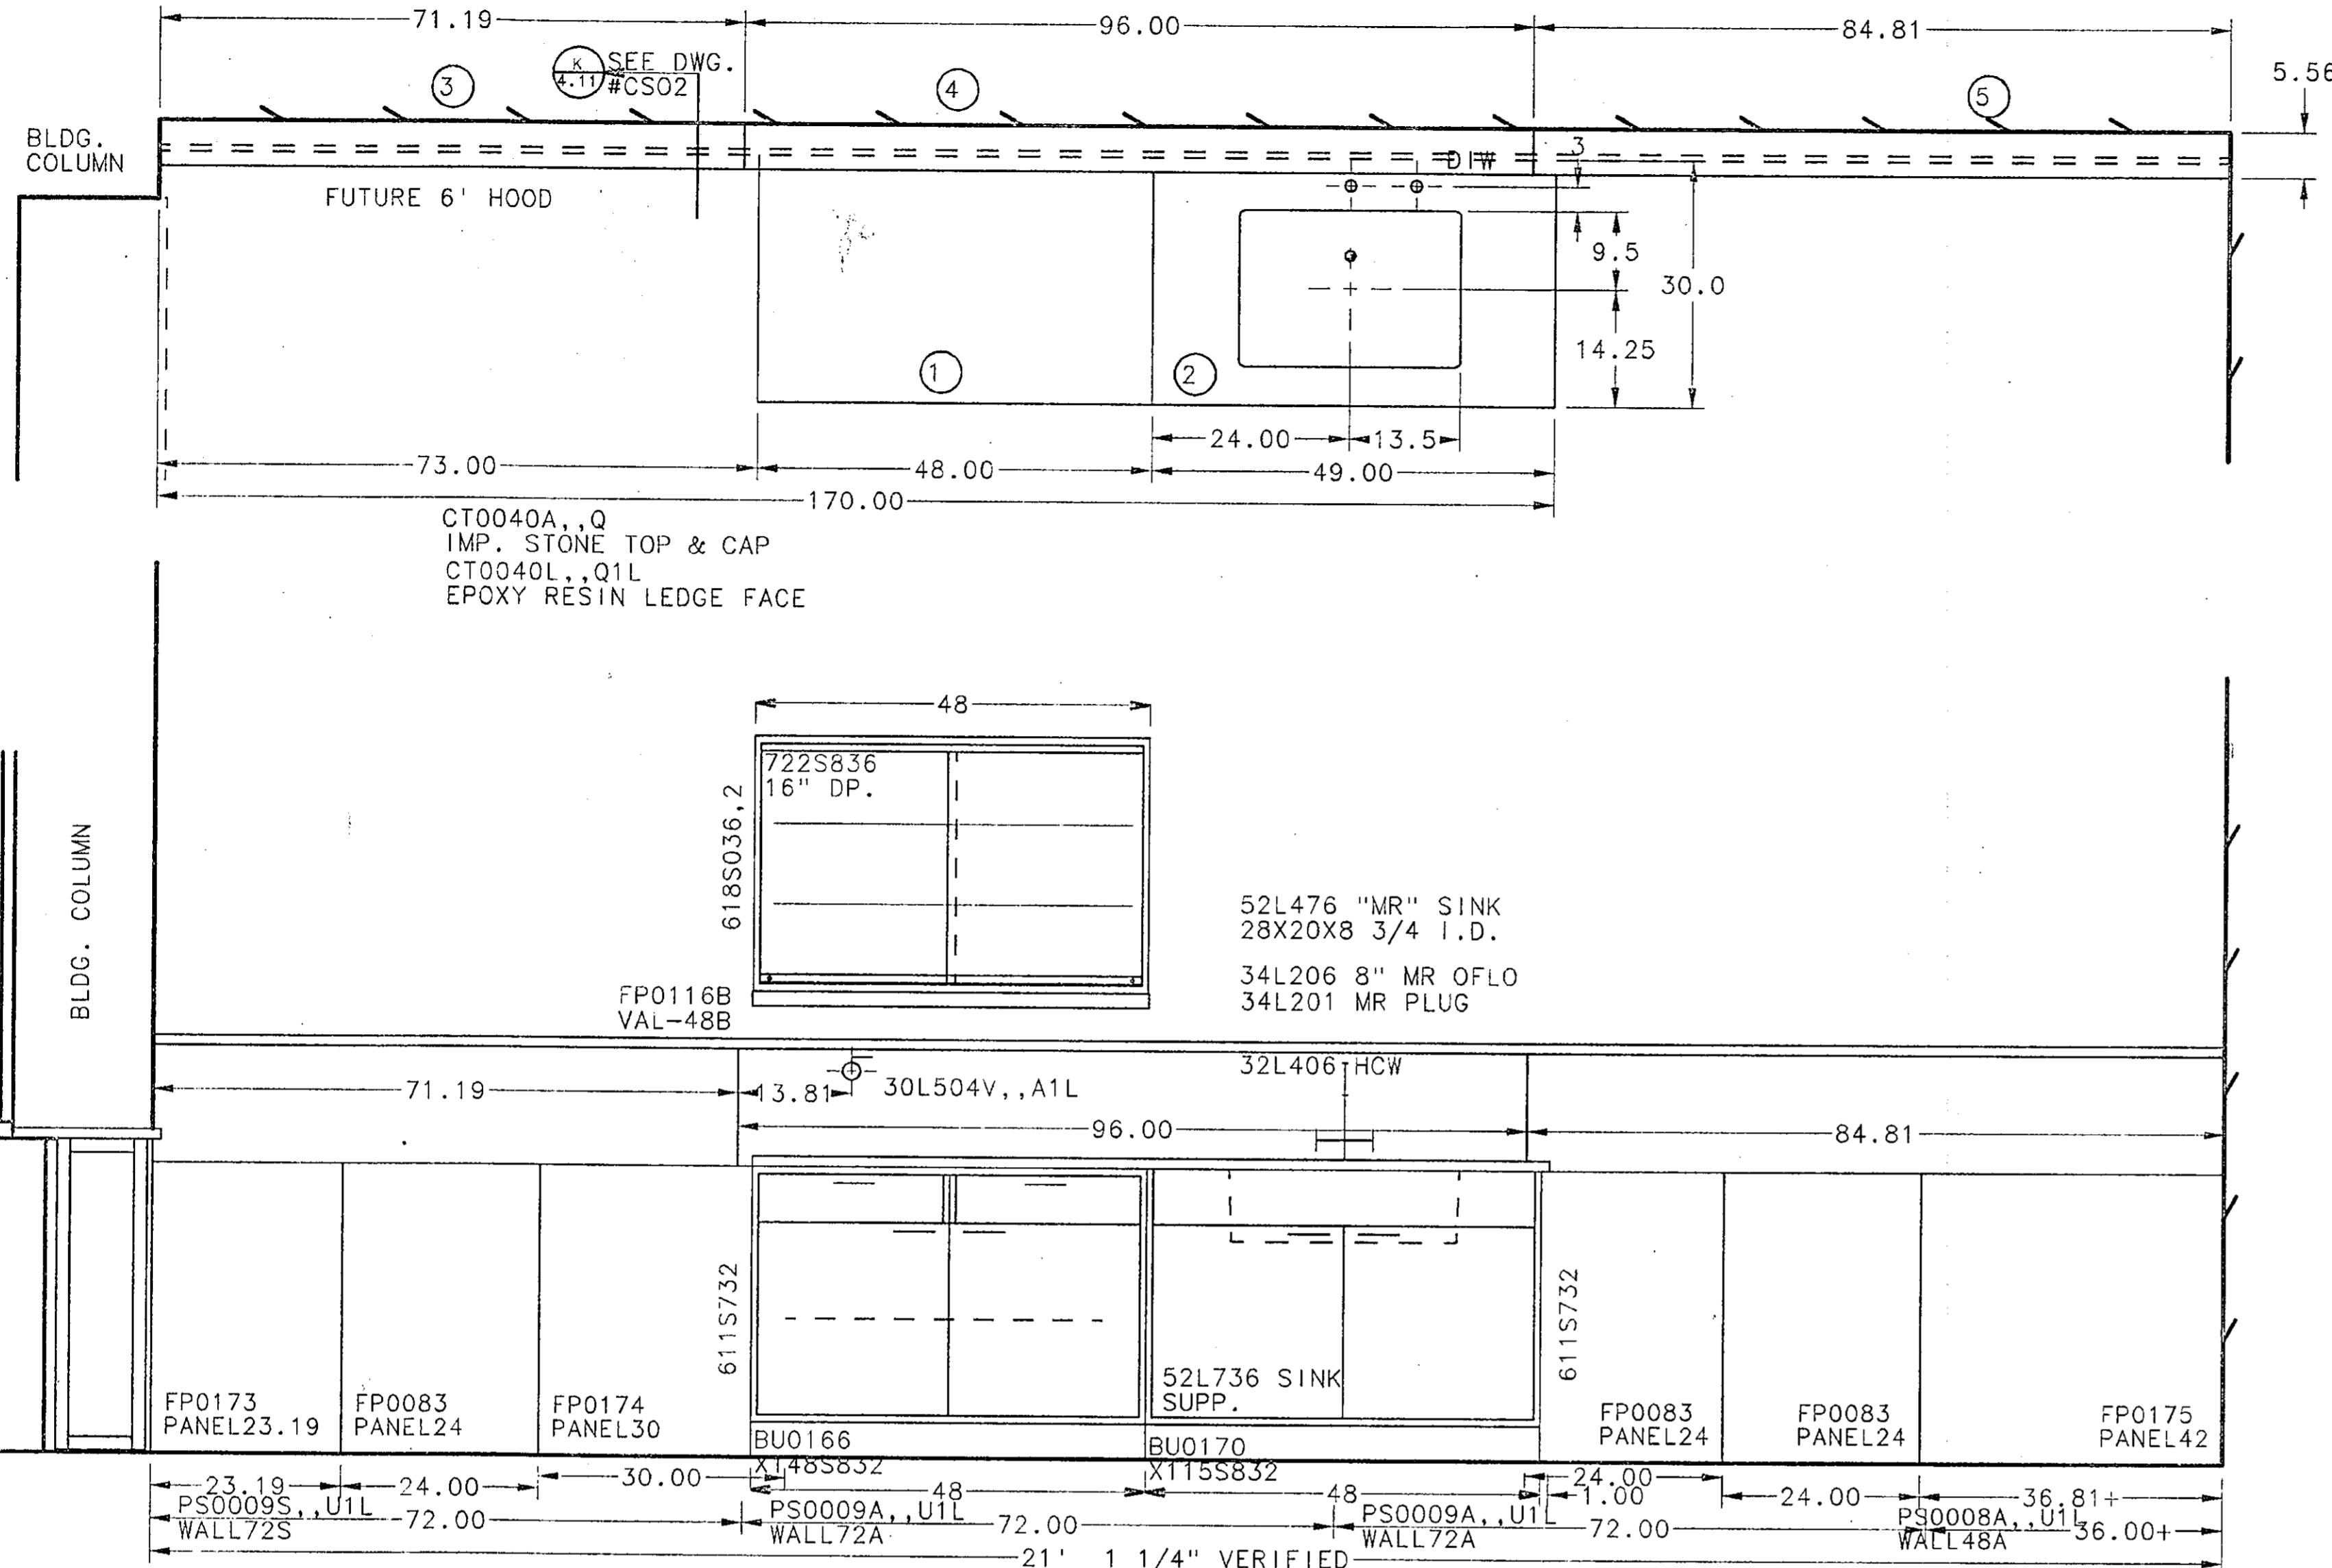 71.19
96.00
84.81
5.56
K
4.11
SEE DWG.
#CS02
3
4
5
BLDG.
COLUMN
FUTURE 6' HOOD
DIW
3
9.5
30.0
14.25
1
2
24.00
13.5
73.00
48.00
49.00
170.00
CT0040A,,Q
IMP. STONE TOP & CAP
CT0040L,,Q1L
EPOXY RESIN LEDGE FACE
48
722S836
16" DP.
618S036,2
BLDG. COLUMN
52L476 "MR" SINK
28X20X8 3/4 I.D.
34L206 8" MR OFLO
34L201 MR PLUG
FP0116B
VAL-48B
32L406 HCW
71.19
13.81
30L504V,,A1L
96.00
84.81
611S732
611S732
52L736 SINK
SUPP.
FP0173
PANEL23.19
FP0083
PANEL24
FP0174
PANEL30
FP0083
PANEL24
FP0083
PANEL24
FP0175
PANEL42
BU0166
X148S832
BU0170
X115S832
23.19
24.00
30.00
48
48
24.00
1.00
24.00
36.81+
PS0009S,,U1L
WALL72S
72.00
PS0009A,,U1L
WALL72A
72.00
PS0009A,,U1L
WALL72A
72.00
PS0008A,,U1L
WALL48A
36.00+
21' 1 1/4" VERIFIED